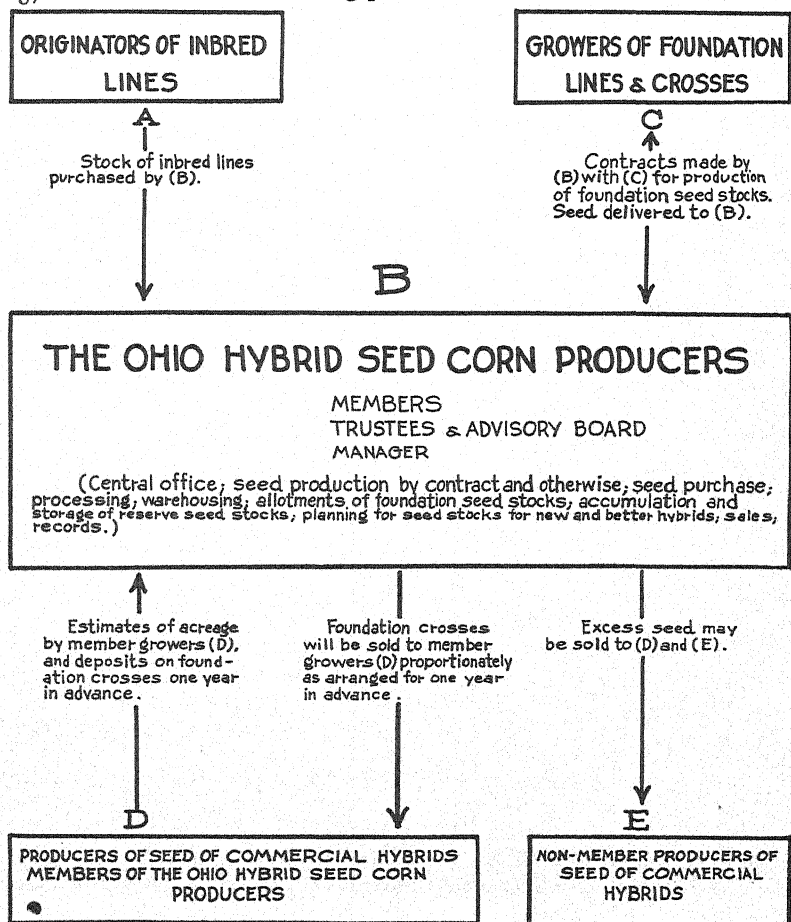 ORIGINATORS OF INBRED
LINES
GROWERS OF FOUNDATION
LINES & CROSSES
A
Stock of inbred lines
purchased by (B).
C
Contracts made by
(B) with (C) for production
of foundation seed stocks.
Seed delivered to (B).
B
THE OHIO HYBRID SEED CORN PRODUCERS
MEMBERS
TRUSTEES & ADVISORY BOARD
MANAGER
(Central office; seed production by contract and otherwise; seed purchase;
processing; warehousing; allotments of foundation seed stocks; accumulation and
storage of reserve seed stocks; planning for seed stocks for new and better hybrids; sales;
records.)
Estimates of acreage
by member growers (D),
and deposits on found-
ation crosses one year
in advance.
Foundation crosses
will be sold to member
growers (D) proportionately
as arranged for one year
in advance.
Excess seed may
be sold to (D) and (E).
D
PRODUCERS OF SEED OF COMMERCIAL HYBRIDS
MEMBERS OF THE OHIO HYBRID SEED CORN
PRODUCERS
E
NON-MEMBER PRODUCERS OF
SEED OF COMMERCIAL
HYBRIDS